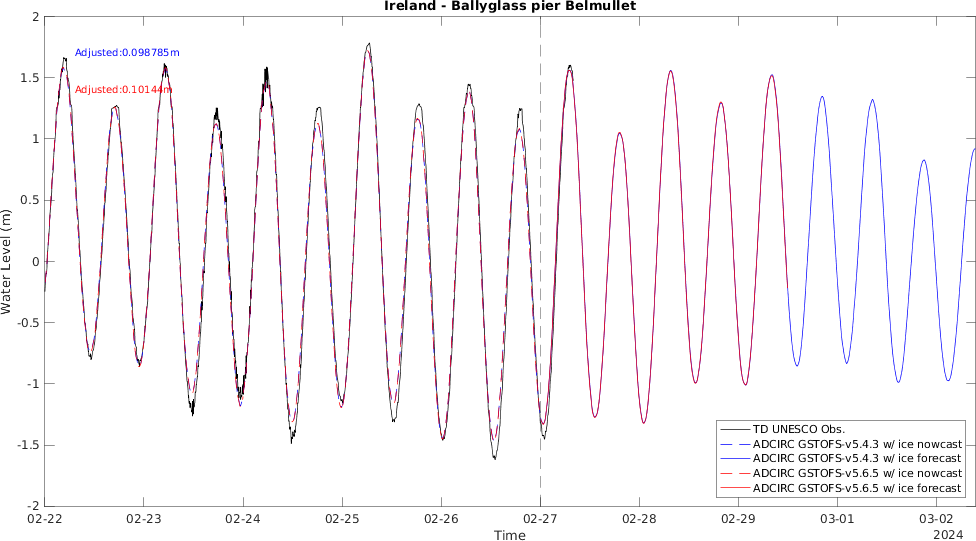 Ireland - Ballyglass pier Belmullet
2
1.5
1
0.5
0
-0.5
-1
-1.5
-2
Water Level (m)
Adjusted:0.098785m
Adjusted:0.10144m
TD UNESCO Obs.
ADCIRC GSTOFS-v5.4.3 w/ ice nowcast
ADCIRC GSTOFS-v5.4.3 w/ ice forecast
ADCIRC GSTOFS-v5.6.5 w/ ice nowcast
ADCIRC GSTOFS-v5.6.5 w/ ice forecast
02-22 02-23 02-24 02-25 02-26 02-27 02-28 02-29 03-01 03-02
Time
2024